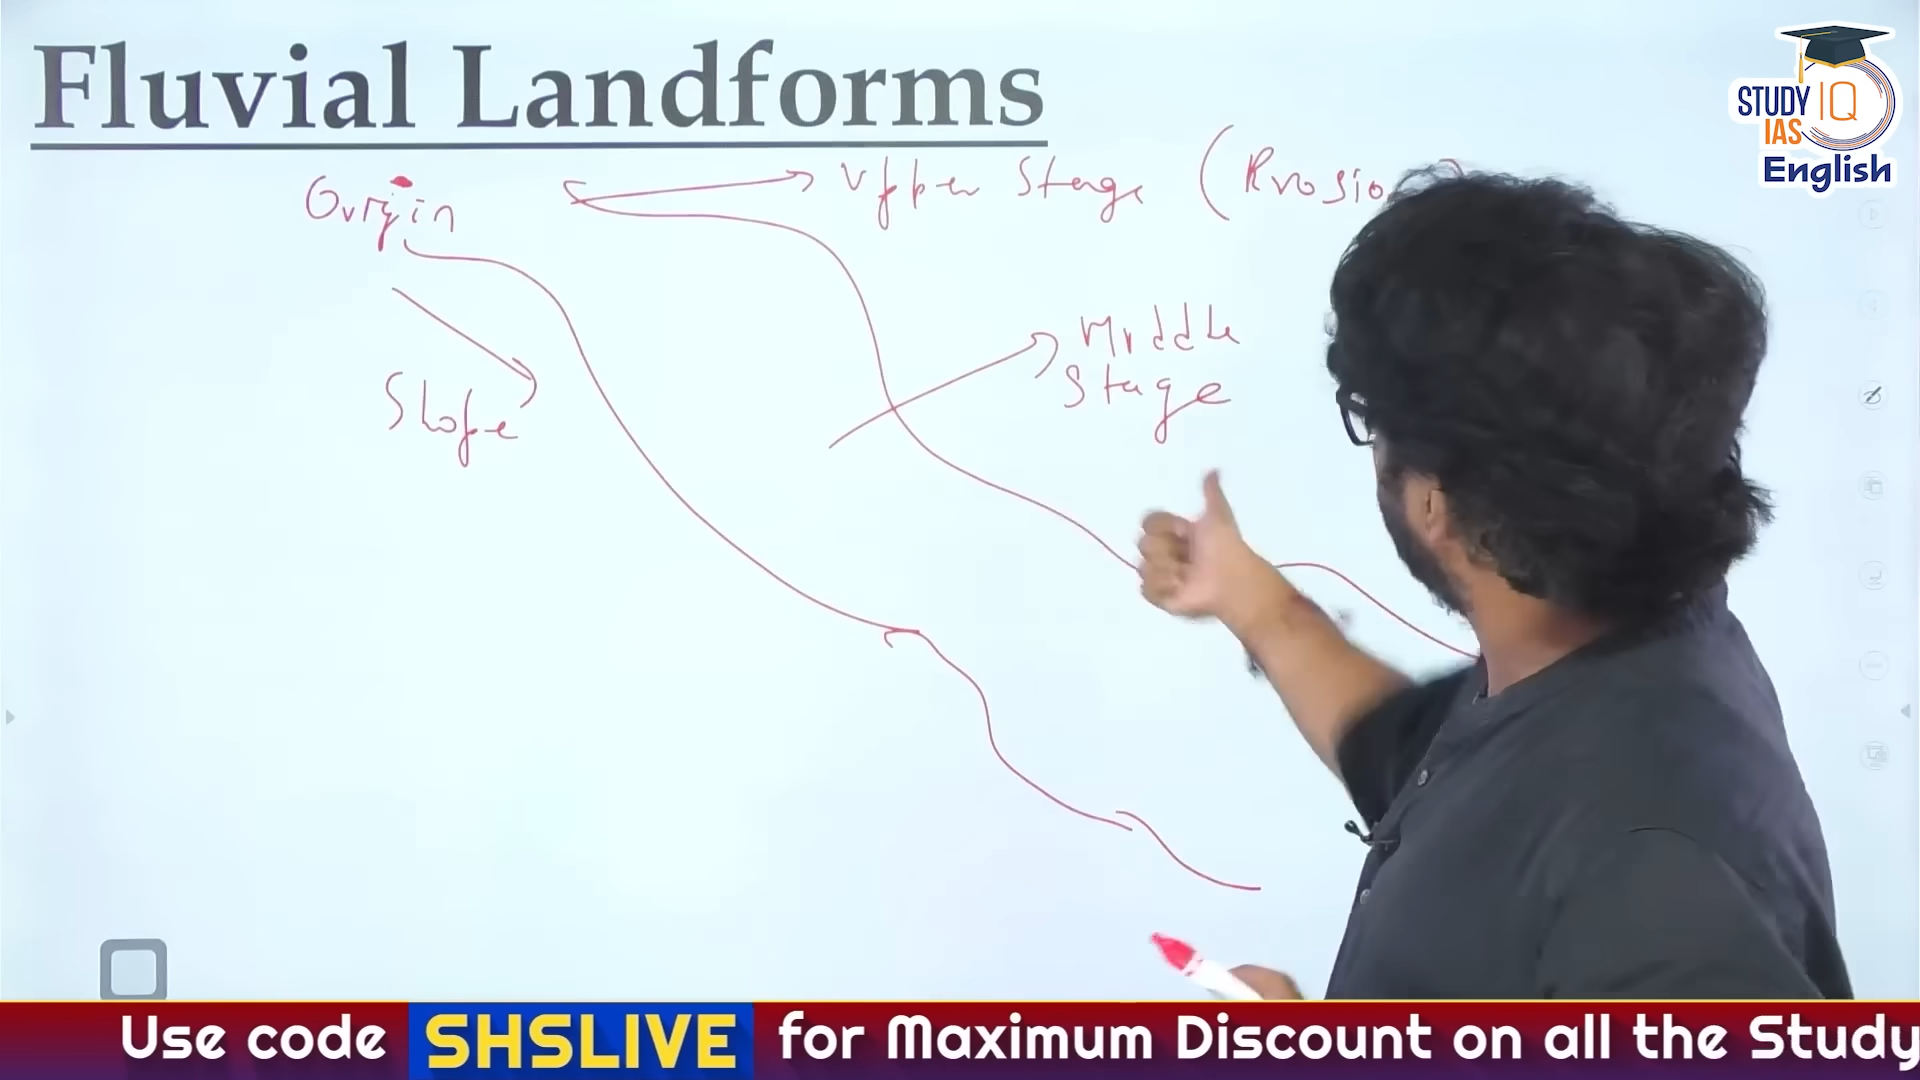 Fluvial Landforms
STUDY IQ
IAS
English
Origin
Upper Stage (Erosion
Middle
Stage
Slope
Use code SHSLIVE for Maximum Discount on all the Study